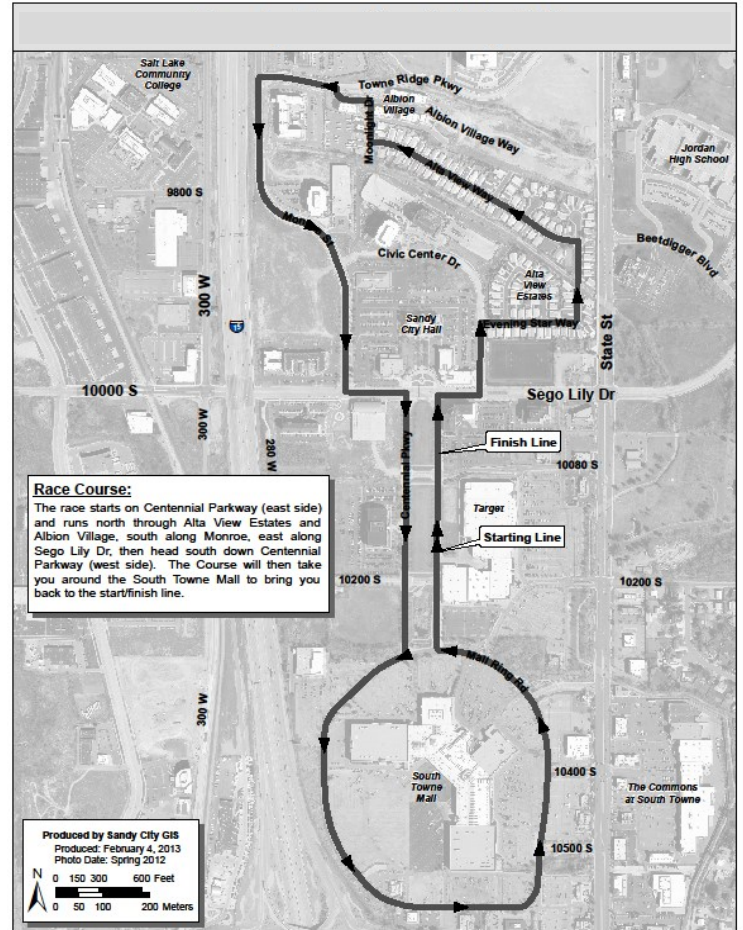 Salt Lake
Community
College
Towne Ridge Pkwy
Albion
Village
Albion Village Way
Moonlight Dr
Jordan
High School
Alta View Way
9800 S
Monroe St
Civic Center Dr
Beetdigger Blvd
Alta
View
Estates
300 W
15
Sandy
City Hall
Evening Star Way
State St
10000 S
Sego Lily Dr
300 W
280 W
Centennial Pkwy
Finish Line
10080 S
Target
Starting Line
Race Course:
The race starts on Centennial Parkway (east side)
and runs north through Alta View Estates and
Albion Village, south along Monroe, east along
Sego Lily Dr, then head south down Centennial
Parkway (west side). The Course will then take
you around the South Towne Mall to bring you
back to the start/finish line.
10200 S
10200 S
Mall Ring Rd
300 W
South
Towne
Mall
10400 S
The Commons
at South Towne
10500 S
Produced by Sandy City GIS
Produced: February 4, 2013
Photo Date: Spring 2012
N
0 150 300 600 Feet
0 50 100 200 Meters